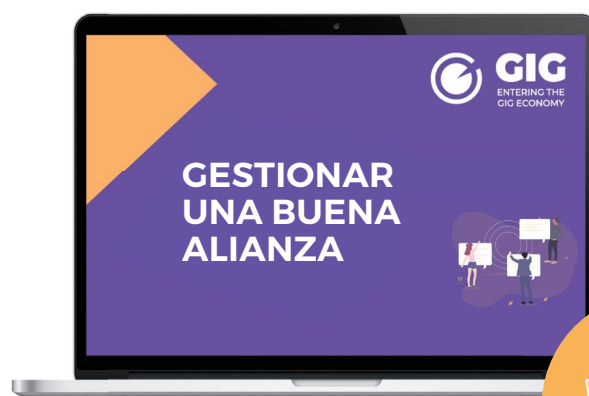 GIG
ENTERING THE
GIG ECONOMY
GESTIONAR
UNA BUENA
ALIANZA